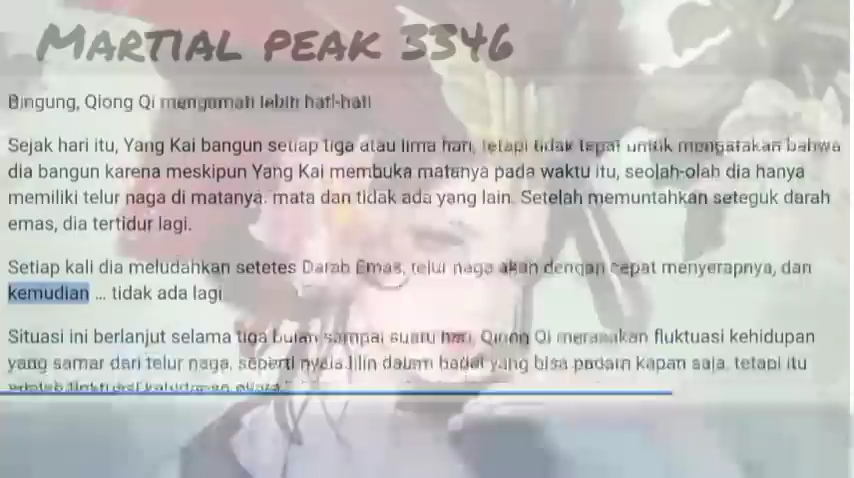 MARTIAL PEAK 3346
Bingung, Qiong Qi mengamati lebih hati-hati
Sejak hari itu, Yang Kai bangun setiap tiga atau lima hari, tetapi tidak tepat untuk mengatakan bahwa
dia bangun karena meskipun Yang Kai membuka matanya pada waktu itu, seolah-olah dia hanya
memiliki telur naga di matanya. mata dan tidak ada yang lain. Setelah memuntahkan seteguk darah
emas, dia tertidur lagi.
Setiap kali dia meludahkan setetes Darah Emas, telur naga akan dengan cepat menyerapnya, dan
kemudian ... tidak ada lagi
Situasi ini berlanjut selama tiga bulan sampai suatu hari, Qiong Qi merasakan fluktuasi kehidupan
yang samar dari telur naga, seperti nyala lilin dalam badai yang bisa padam kapan saja, tetapi itu